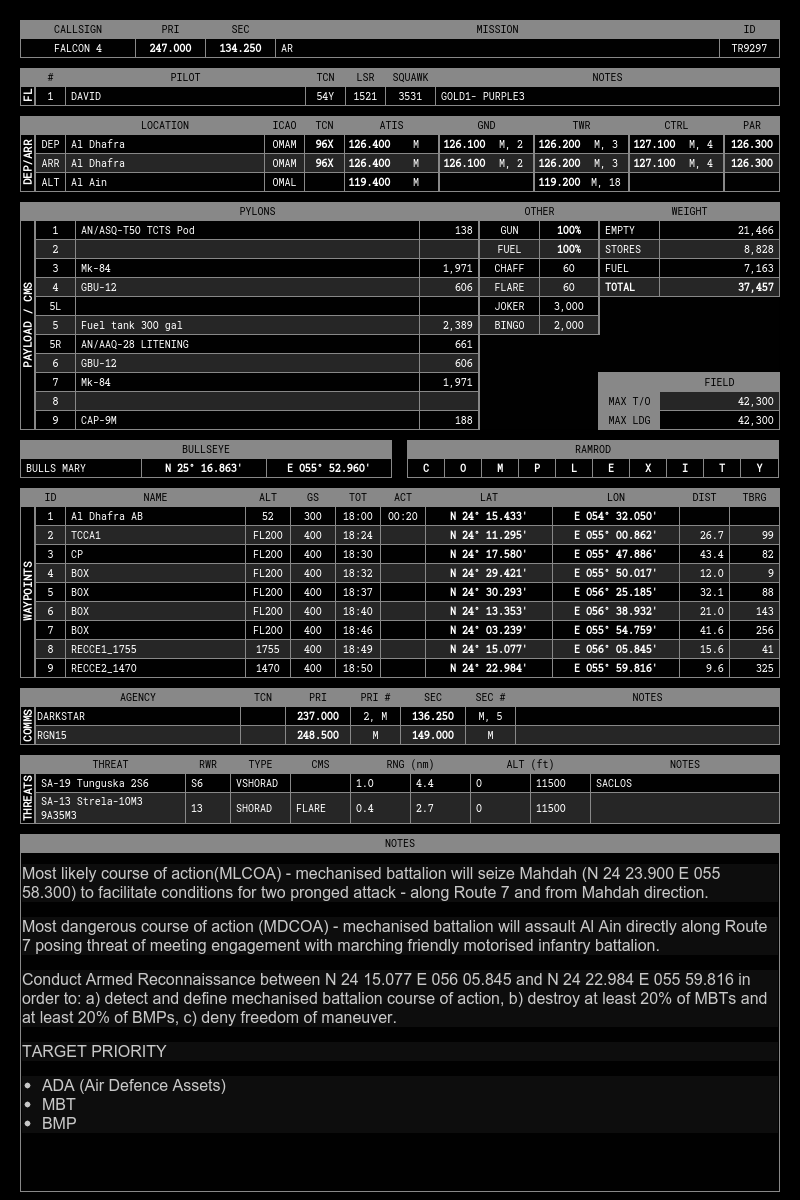 CALLSIGN PRI SEC MISSION ID
FALCON 4 247.000 134.250 AR TR9297
# PILOT TCN LSR SQUAWK NOTES
FL
1 DAVID 54Y 1521 3531 GOLD1- PURPLE3
LOCATION ICAO TCN ATIS GND TWR CTRL PAR
DEP/ARR
DEP Al Dhafra OMAM 96X 126.400 M 126.100 M, 2 126.200 M, 3 127.100 M, 4 126.300
ARR Al Dhafra OMAM 96X 126.400 M 126.100 M, 2 126.200 M, 3 127.100 M, 4 126.300
ALT Al Ain OMAL 119.400 M 119.200 M, 18
PYLONS OTHER WEIGHT
PAYLOAD / CMS
1 AN/ASQ-T50 TCTS Pod 138 GUN 100% EMPTY 21,466
2 FUEL 100% STORES 8,828
3 Mk-84 1,971 CHAFF 60 FUEL 7,163
4 GBU-12 606 FLARE 60 TOTAL 37,457
5L JOKER 3,000
5 Fuel tank 300 gal 2,389 BINGO 2,000
5R AN/AAQ-28 LITENING 661
6 GBU-12 606
7 Mk-84 1,971 FIELD
8 MAX T/O 42,300
9 CAP-9M 188 MAX LDG 42,300
BULLSEYE RAMROD
BULLS MARY N 25° 16.863' E 055° 52.960' C O M P L E X I T Y
ID NAME ALT GS TOT ACT LAT LON DIST TBRG
WAYPOINTS
1 Al Dhafra AB 52 300 18:00 00:20 N 24° 15.433' E 054° 32.050'
2 TCCA1 FL200 400 18:24 N 24° 11.295' E 055° 00.862' 26.7 99
3 CP FL200 400 18:30 N 24° 17.580' E 055° 47.886' 43.4 82
4 BOX FL200 400 18:32 N 24° 29.421' E 055° 50.017' 12.0 9
5 BOX FL200 400 18:37 N 24° 30.293' E 056° 25.185' 32.1 88
6 BOX FL200 400 18:40 N 24° 13.353' E 056° 38.932' 21.0 143
7 BOX FL200 400 18:46 N 24° 03.239' E 055° 54.759' 41.6 256
8 RECCE1_1755 1755 400 18:49 N 24° 15.077' E 056° 05.845' 15.6 41
9 RECCE2_1470 1470 400 18:50 N 24° 22.984' E 055° 59.816' 9.6 325
AGENCY TCN PRI PRI # SEC SEC # NOTES
COMMS
DARKSTAR 237.000 2, M 136.250 M, 5
RGN15 248.500 M 149.000 M
THREAT RWR TYPE CMS RNG (nm) ALT (ft) NOTES
THREATS
SA-19 Tunguska 2S6 S6 VSHORAD 1.0 4.4 0 11500 SACLOS
SA-13 Strela-10M3 9A35M3 13 SHORAD FLARE 0.4 2.7 0 11500
NOTES
Most likely course of action(MLCOA) - mechanised battalion will seize Mahdah (N 24 23.900 E 055
58.300) to facilitate conditions for two pronged attack - along Route 7 and from Mahdah direction.
Most dangerous course of action (MDCOA) - mechanised battalion will assault Al Ain directly along Route
7 posing threat of meeting engagement with marching friendly motorised infantry battalion.
Conduct Armed Reconnaissance between N 24 15.077 E 056 05.845 and N 24 22.984 E 055 59.816 in
order to: a) detect and define mechanised battalion course of action, b) destroy at least 20% of MBTs and
at least 20% of BMPs, c) deny freedom of maneuver.
TARGET PRIORITY
• ADA (Air Defence Assets)
• MBT
• BMP